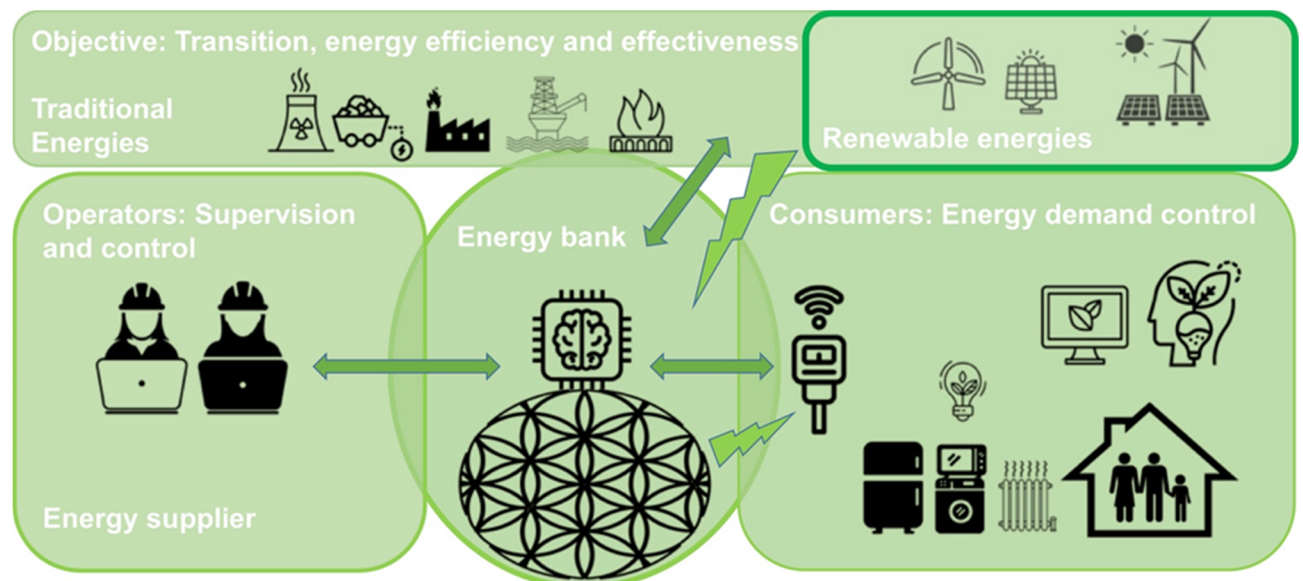 Objective: Transition, energy efficiency and effectiveness
Traditional
Energies
Renewable energies
Operators: Supervision
and control
Energy bank
Consumers: Energy demand control
Energy supplier